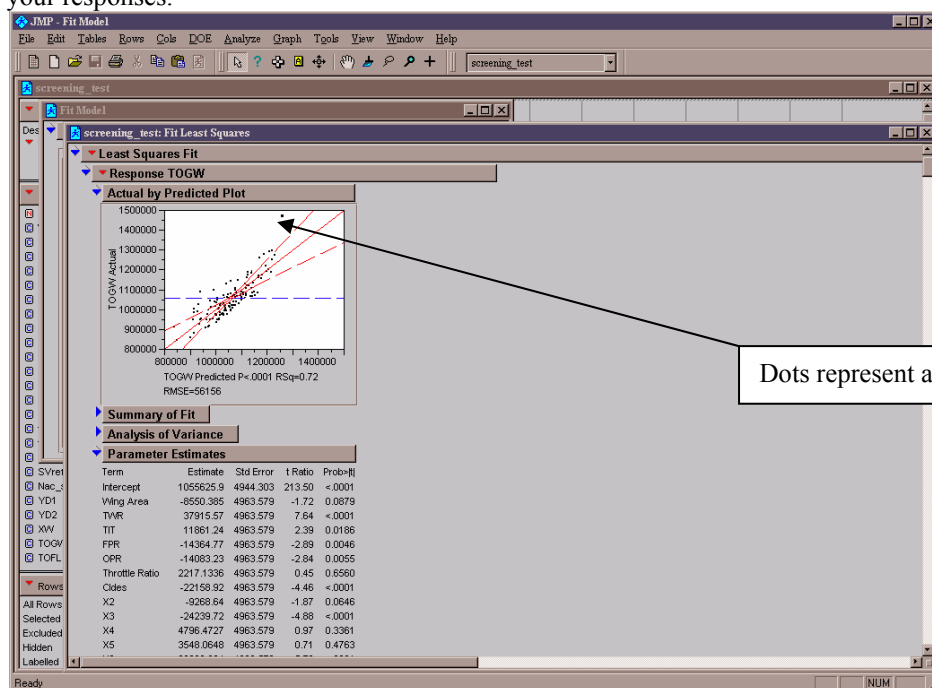 your responses.
JMP - Fit Model
File Edit Tables Rows Cols DOE Analyze Graph Tools View Window Help
screening_test
screening_test
Fit Model
Des
screening_test: Fit Least Squares
Least Squares Fit
Response TOGW
Actual by Predicted Plot
1500000
1400000
1300000
1200000
1100000
1000000
900000
800000
TOGW Actual
800000 1000000 1200000 1400000
TOGW Predicted P<.0001 RSq=0.72
RMSE=56156
Dots represent a
Summary of Fit
Analysis of Variance
Parameter Estimates
Term Estimate Std Error t Ratio Prob>|t|
Intercept 1055625.9 4944.303 213.50 <.0001
Wing Area -8550.385 4963.579 -1.72 0.0879
TWR 37915.57 4963.579 7.64 <.0001
TIT 11861.24 4963.579 2.39 0.0186
FPR -14364.77 4963.579 -2.89 0.0046
OPR -14083.23 4963.579 -2.84 0.0055
Throttle Ratio 2217.1336 4963.579 0.45 0.6560
Cldes -22158.92 4963.579 -4.46 <.0001
X2 -9268.64 4963.579 -1.87 0.0646
X3 -24239.72 4963.579 -4.88 <.0001
X4 4796.4727 4963.579 0.97 0.3361
X5 3548.0648 4963.579 0.71 0.4763
SVref
Nac_s
YD1
YD2
XW
TOGW
TOFL
Rows
All Rows
Selected
Excluded
Hidden
Labelled
Ready
NUM